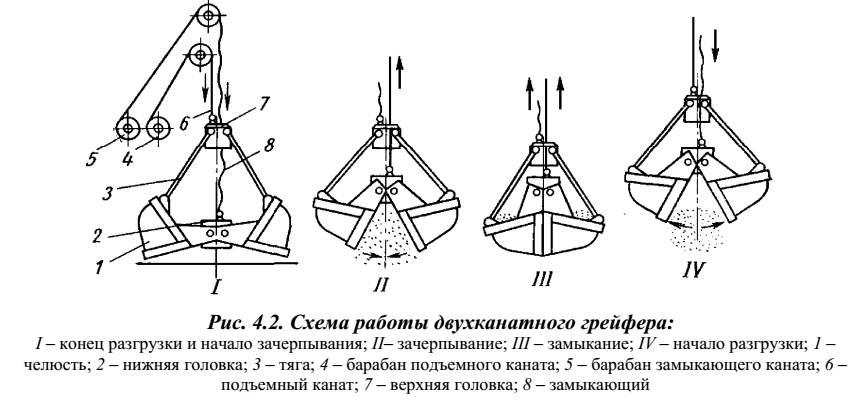 6
7
5
4
8
3
2
1
I
II
III
IV
Рис. 4.2. Схема работы двухканатного грейфера:
I – конец разгрузки и начало зачерпывания; II– зачерпывание; III – замыкание; IV – начало разгрузки; 1 –
челюсть; 2 – нижняя головка; 3 – тяга; 4 – барабан подъемного каната; 5 – барабан замыкающего каната; 6 –
подъемный канат; 7 – верхняя головка; 8 – замыкающий